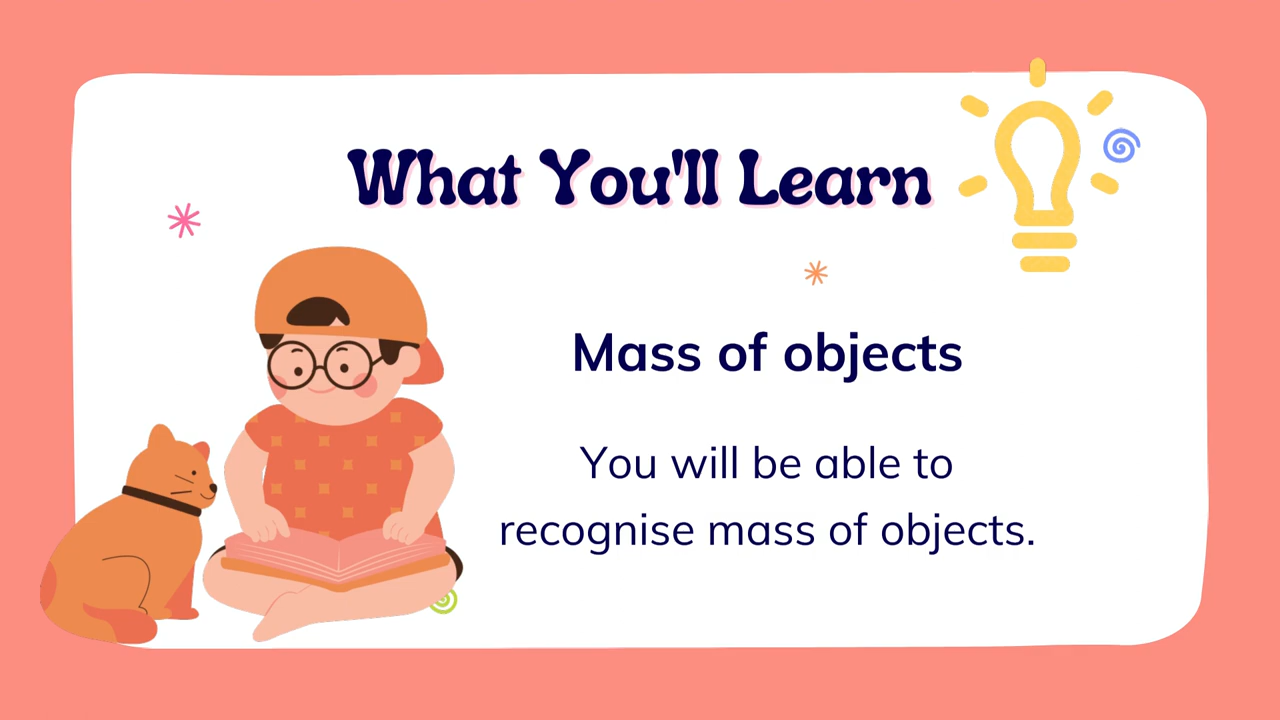 What You'll Learn
Mass of objects
You will be able to
recognise mass of objects.